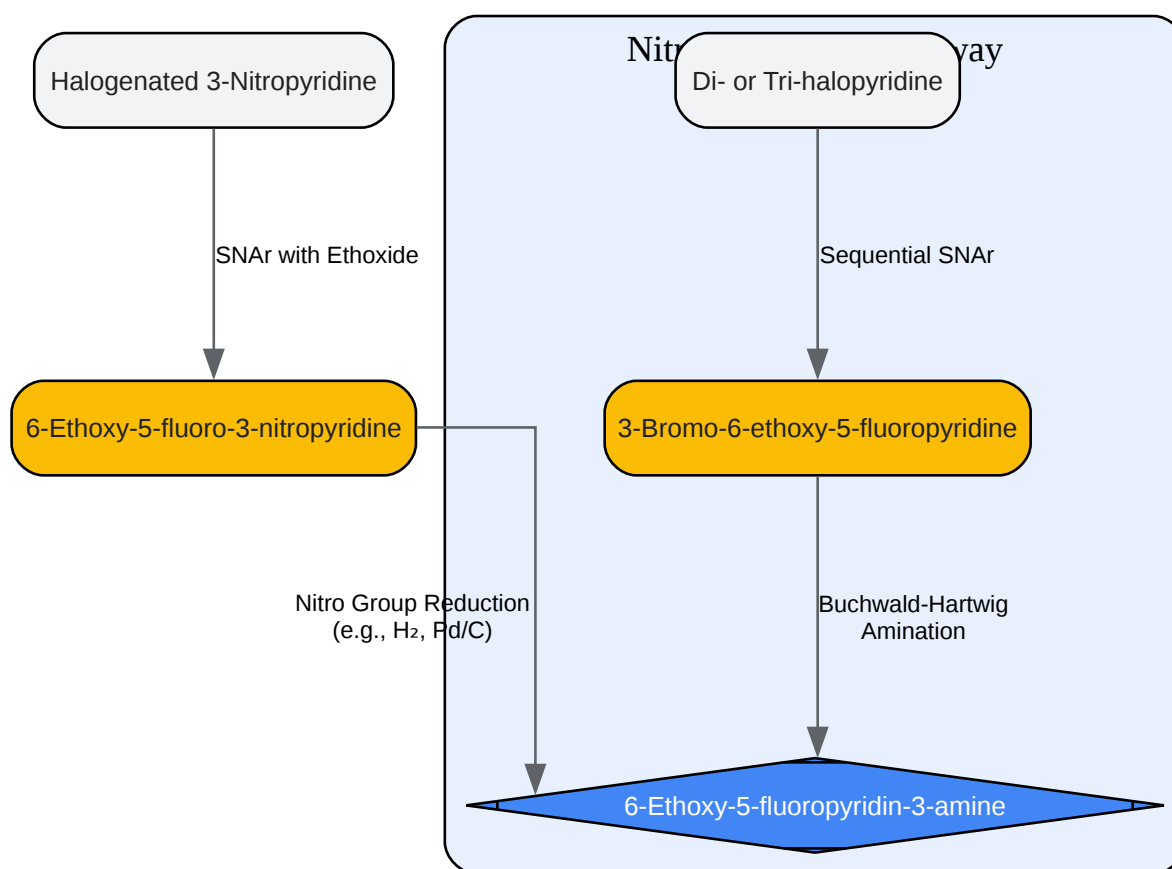 Halogenated 3-Nitropyridine
Di- or Tri-halopyridine
SNAr with Ethoxide
Sequential SNAr
6-Ethoxy-5-fluoro-3-nitropyridine
3-Bromo-6-ethoxy-5-fluoropyridine
Nitro Group Reduction
(e.g., H₂, Pd/C)
Buchwald-Hartwig
Amination
6-Ethoxy-5-fluoropyridin-3-amine